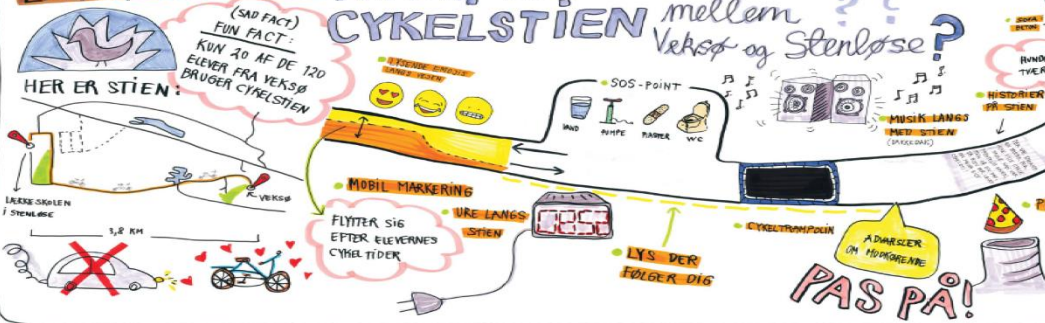 (SAD FACT)
FUN FACT:
KUN 20 AF DE 120
ELEVER FRA VEKSØ
BRUGER CYKELSTIEN
CYKELSTIEN mellem
Veksø og Stenløse?
HER ER STIEN:
LÆRKESKOLEN
I STENLØSE
VEKSØ
3,8 KM
LYSENDE EMOJIS
LANGS VEJEN
SOS-POINT
VAND
PUMPE
PLASTER
WC
MUSIK LANGS
MED STIEN
HISTORIER
PÅ STIEN
MOBIL MARKERING
FLYTTER SIG
EFTER ELEVERNES
CYKELTIDER
URE LANGS
STIEN
LYS DER
FØLGER DIG
CYKELTRAMPOLIN
ADVARSLER
OM MODKØRENDE
PAS PÅ!